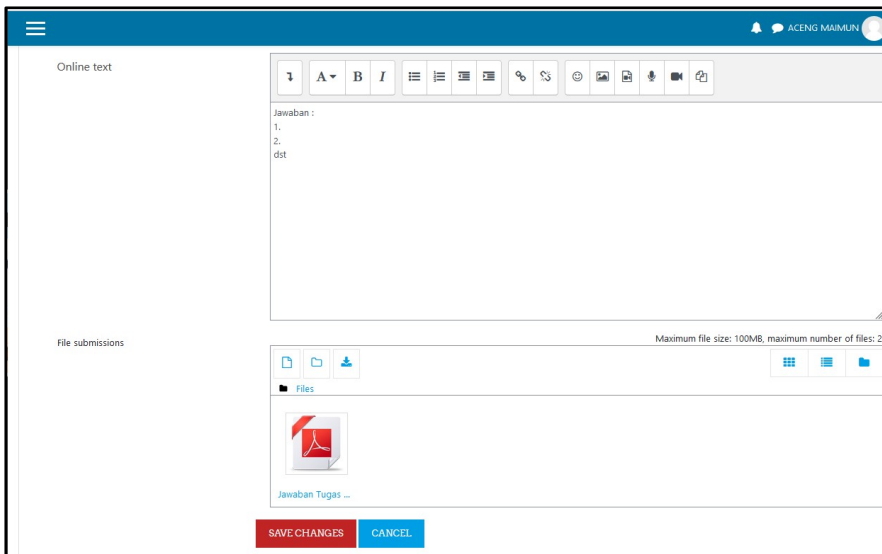 ACENG MAIMUN
Online text
A B I
Jawaban :
1.
2.
dst
File submissions
Maximum file size: 100MB, maximum number of files: 2
Files
Jawaban Tugas ...
SAVE CHANGES
CANCEL